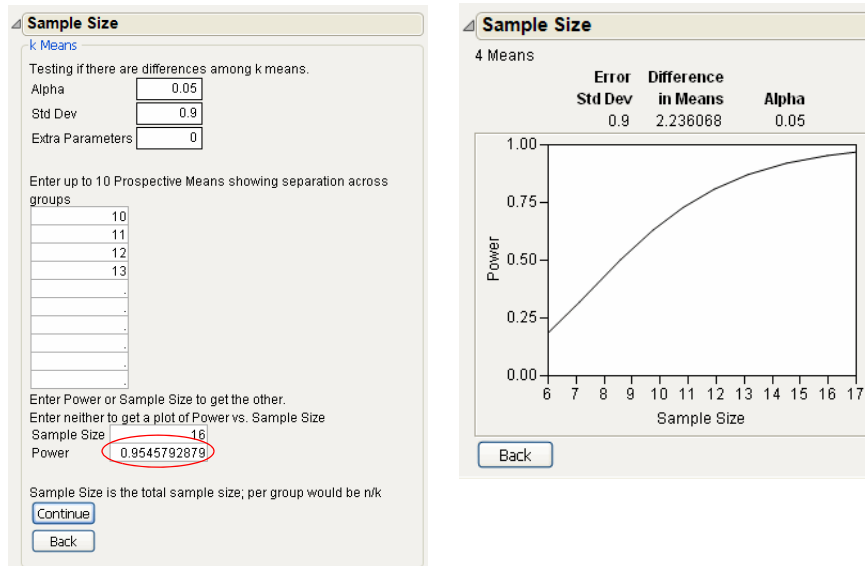 Sample Size
k Means
Testing if there are differences among k means.
Alpha 0.05
Std Dev 0.9
Extra Parameters 0
Enter up to 10 Prospective Means showing separation across
groups
10
11
12
13
.
.
.
.
.
.
Enter Power or Sample Size to get the other.
Enter neither to get a plot of Power vs. Sample Size
Sample Size 16
Power 0.9545792879
Sample Size is the total sample size; per group would be n/k
Continue
Back
Sample Size
4 Means
Error Difference
Std Dev in Means Alpha
0.9 2.236068 0.05
1.00
0.75
0.50
0.25
0.00
Power
6 7 8 9 10 11 12 13 14 15 16 17
Sample Size
Back